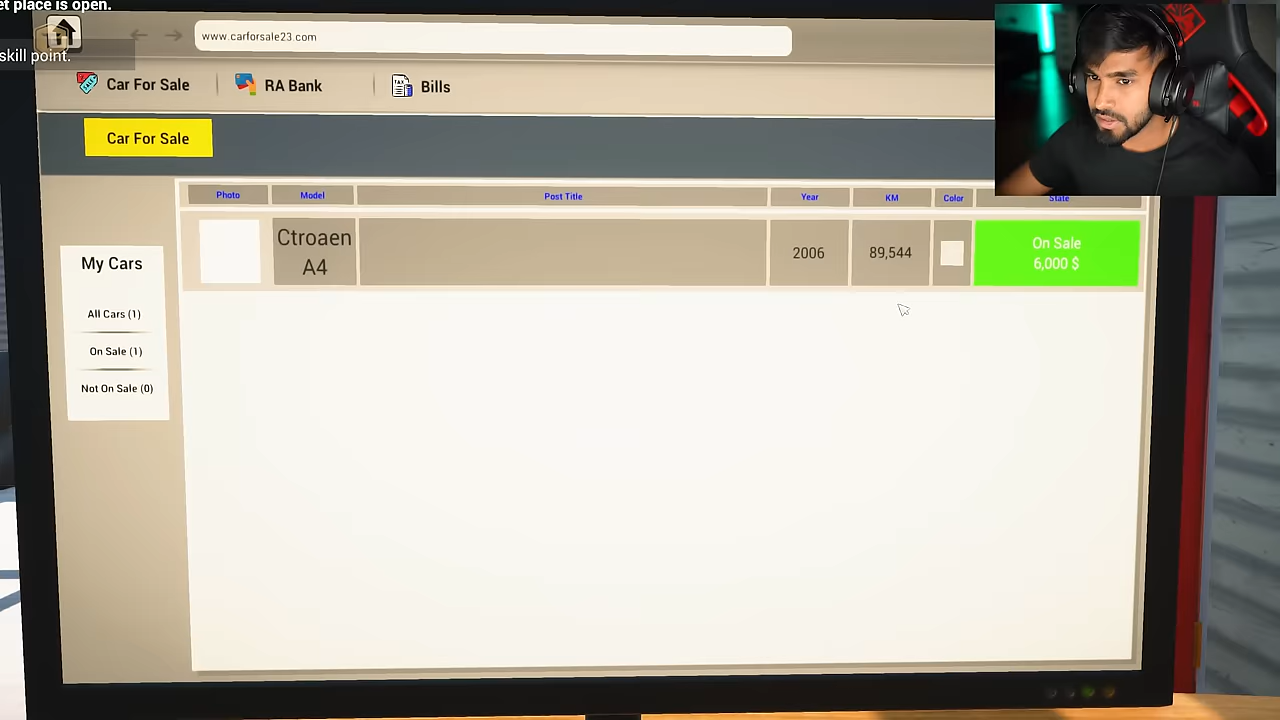 et place is open.
skill point.
www.carforsale23.com
Car For Sale
RA Bank
Bills
Car For Sale
Photo
Model
Post Title
Year
KM
Color
State
Ctroaen
A4
2006
89,544
On Sale
6,000 $
My Cars
All Cars (1)
On Sale (1)
Not On Sale (0)